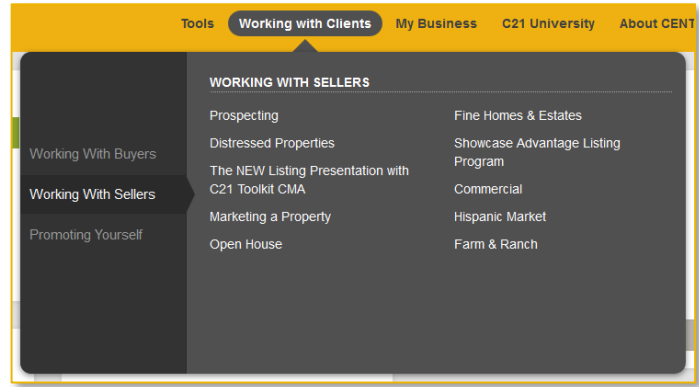 Tools Working with Clients My Business C21 University About CENT
WORKING WITH SELLERS
Working With Buyers
Working With Sellers
Promoting Yourself
Prospecting
Distressed Properties
The NEW Listing Presentation with
C21 Toolkit CMA
Marketing a Property
Open House
Fine Homes & Estates
Showcase Advantage Listing
Program
Commercial
Hispanic Market
Farm & Ranch